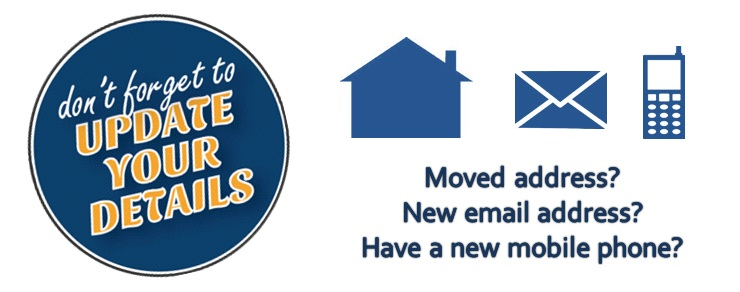 don't forget to
UPDATE
YOUR
DETAILS
Moved address?
New email address?
Have a new mobile phone?